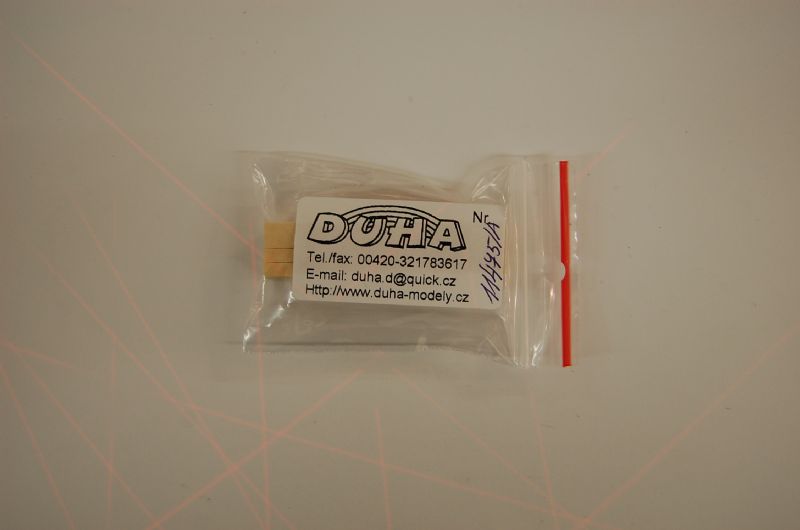 DUHA
Nr.
Tel./fax: 00420-321783617
E-mail: duha.d@quick.cz
Http://www.duha-modely.cz